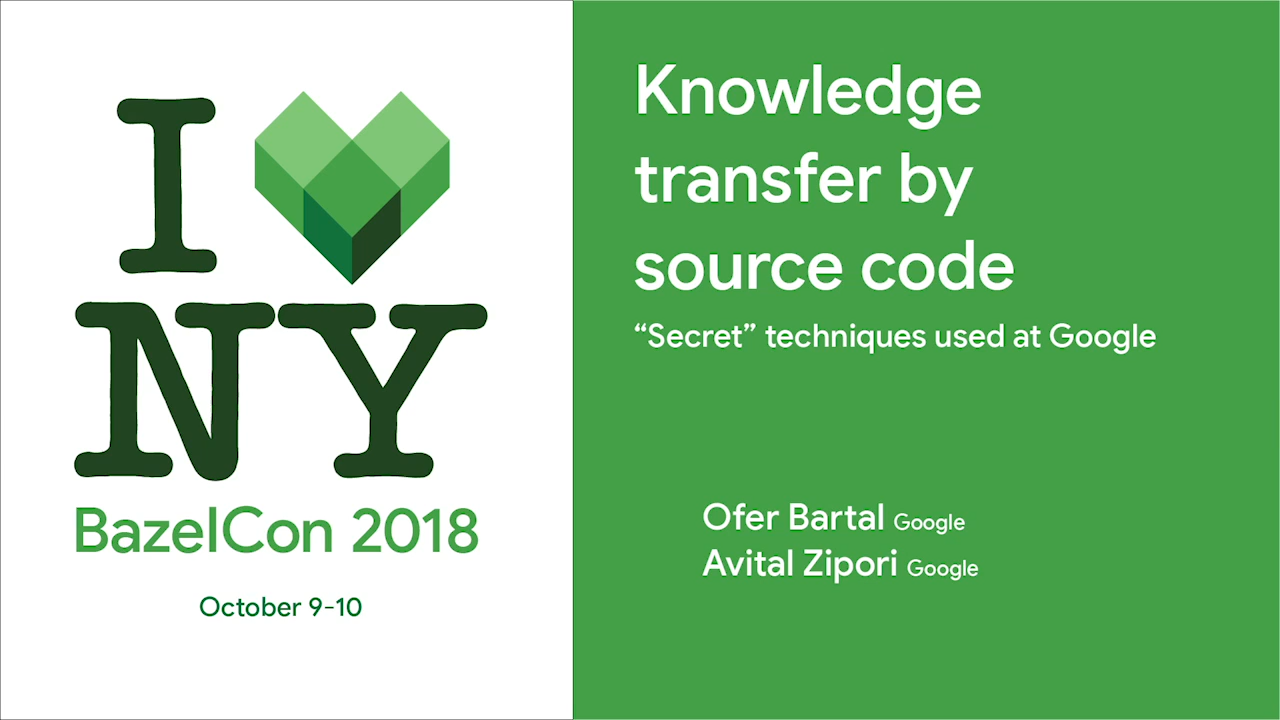 I
NY
BazelCon 2018
October 9-10
Knowledge
transfer by
source code
“Secret” techniques used at Google
Ofer Bartal Google
Avital Zipori Google